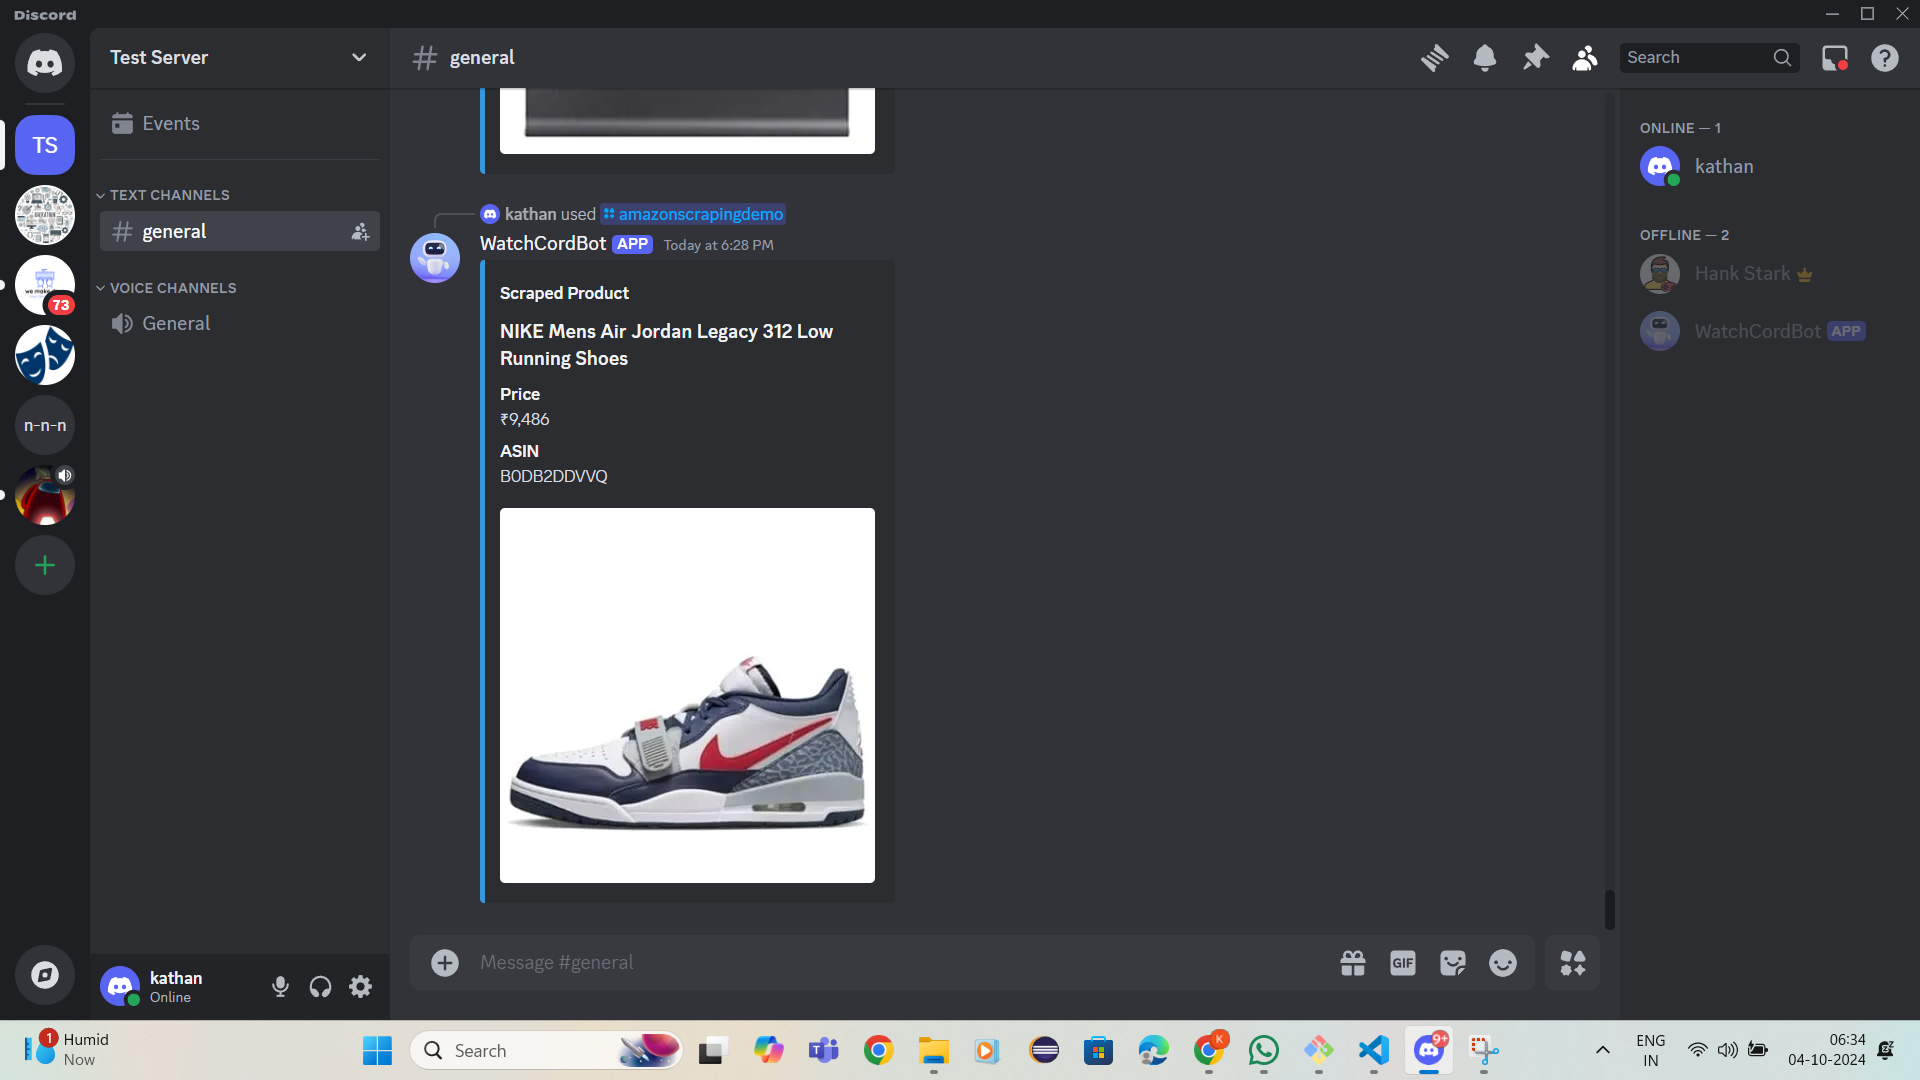 Discord
Test Server
general
Search
Events
TS
TEXT CHANNELS
general
VOICE CHANNELS
General
73
n-n-n
kathan used amazonscrapingdemo
WatchCordBot APP Today at 6:28 PM
Scraped Product
NIKE Mens Air Jordan Legacy 312 Low
Running Shoes
Price
₹9,486
ASIN
B0DB2DDVVQ
ONLINE — 1
kathan
OFFLINE — 2
Hank Stark
WatchCordBot APP
kathan
Online
Message #general
GIF
1
Humid
Now
Search
K
9+
ENG
IN
06:34
04-10-2024